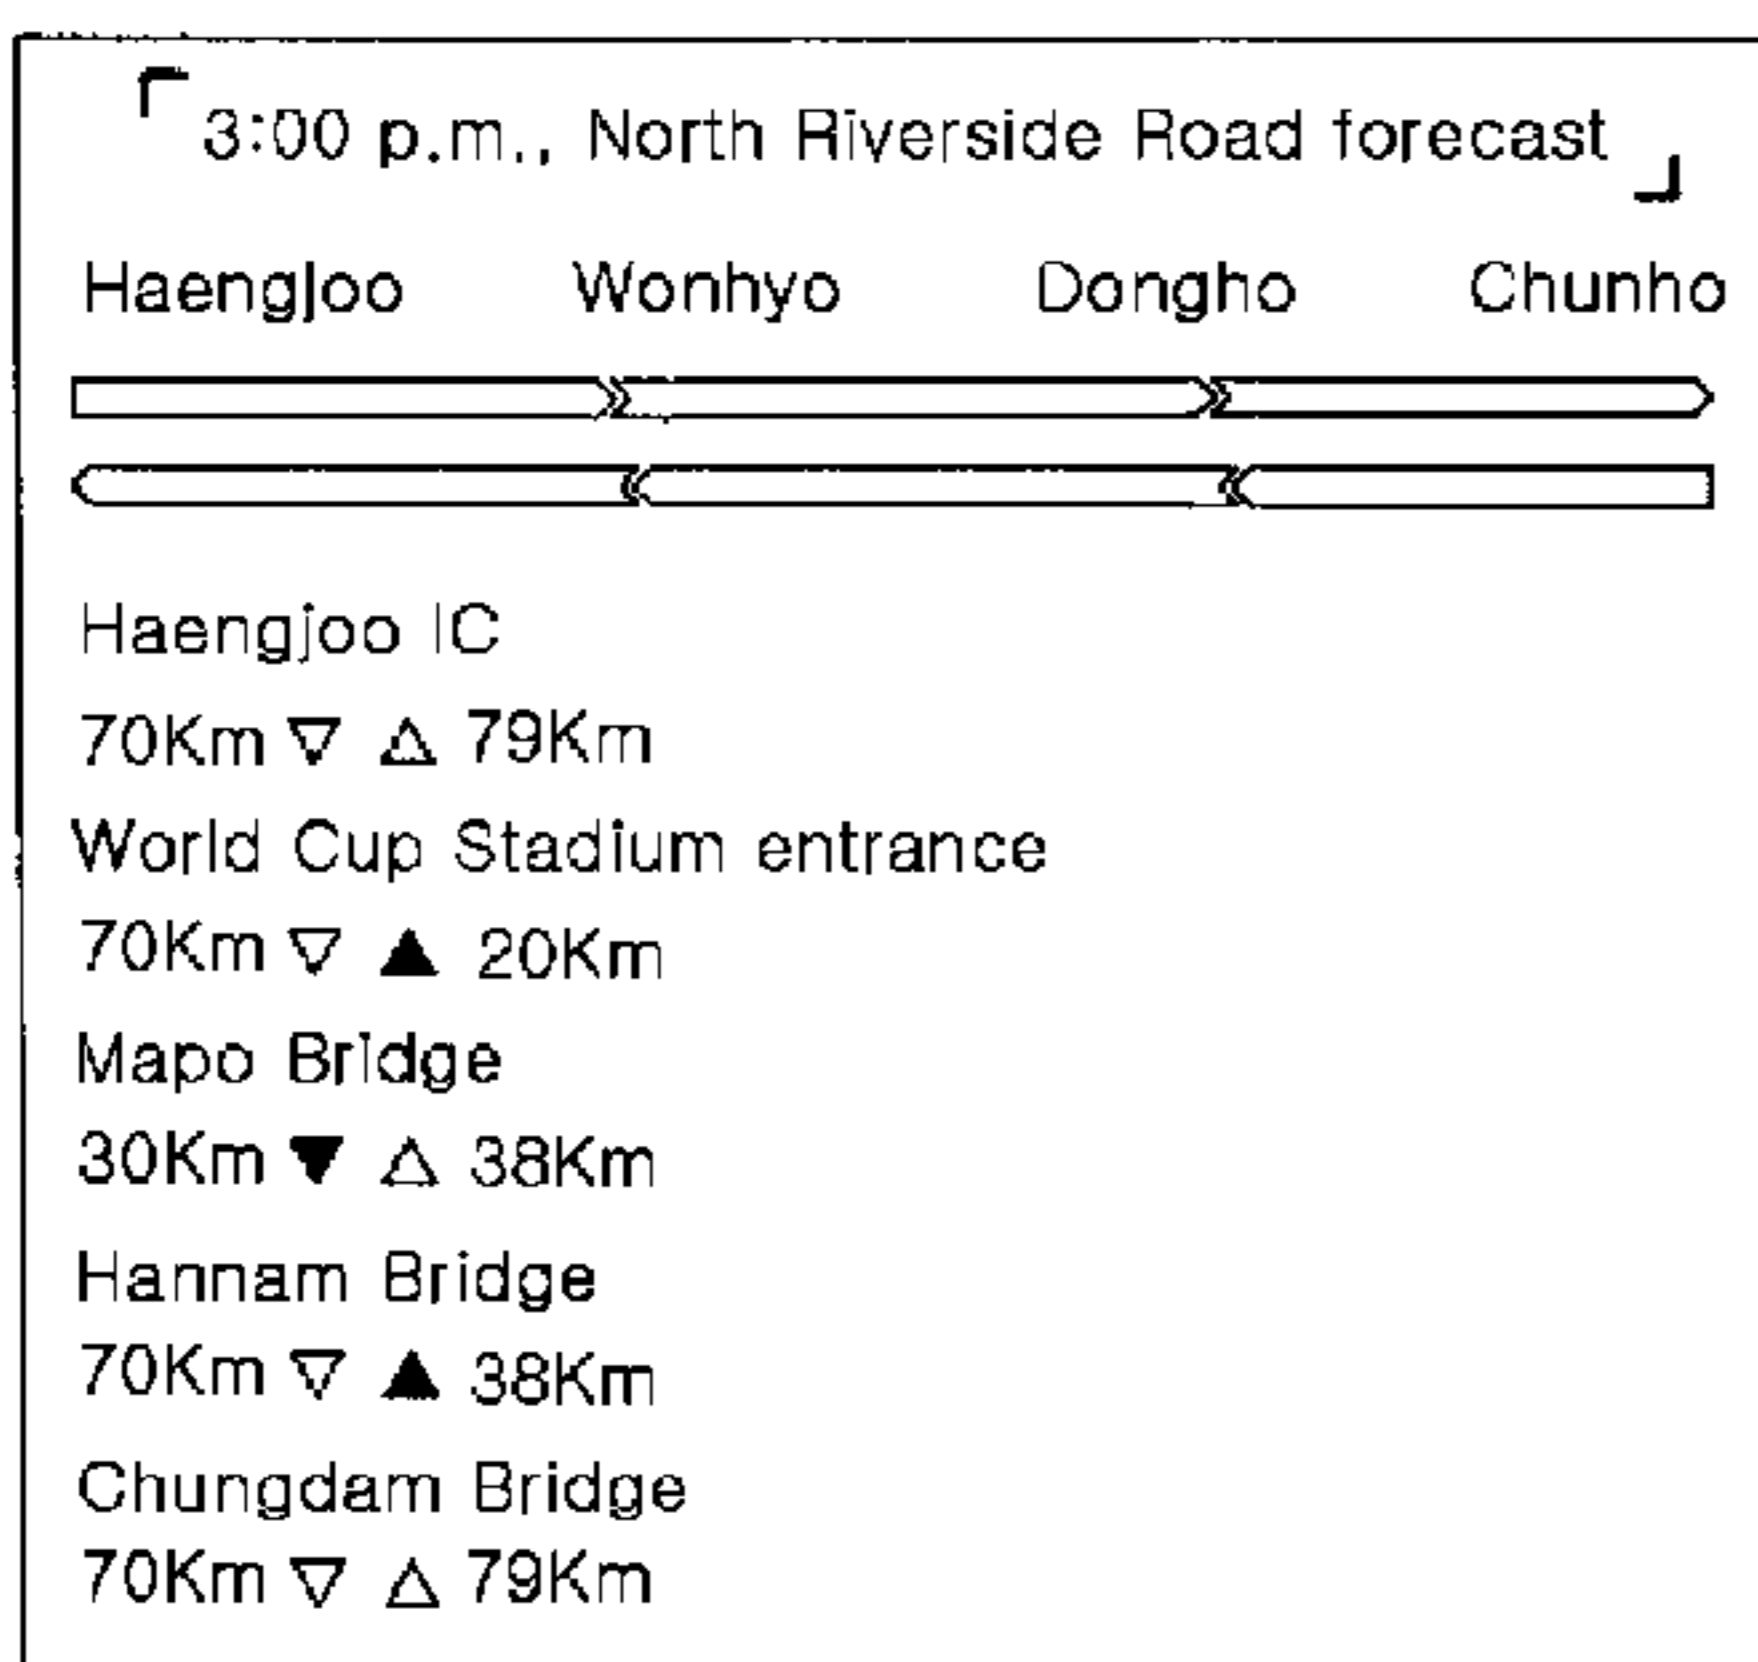 「3:00 p.m., North Riverside Road forecast」
Haengjoo Wonhyo Dongho Chunho
Haengjoo IC
70Km ▽ △ 79Km
World Cup Stadium entrance
70Km ▽ ▲ 20Km
Mapo Bridge
30Km ▼ △ 38Km
Hannam Bridge
70Km ▽ ▲ 38Km
Chungdam Bridge
70Km ▽ △ 79Km